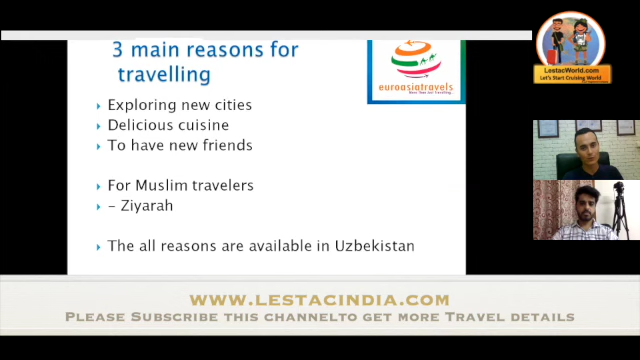 3 main reasons for
travelling
Exploring new cities
Delicious cuisine
To have new friends
For Muslim travelers
- Ziyarah
The all reasons are available in Uzbekistan
euroasiatravels
LestacWorld.com
Let's Start Cruising World
WWW.LESTACINDIA.COM
PLEASE SUBSCRIBE THIS CHANNELTO GET MORE TRAVEL DETAILS